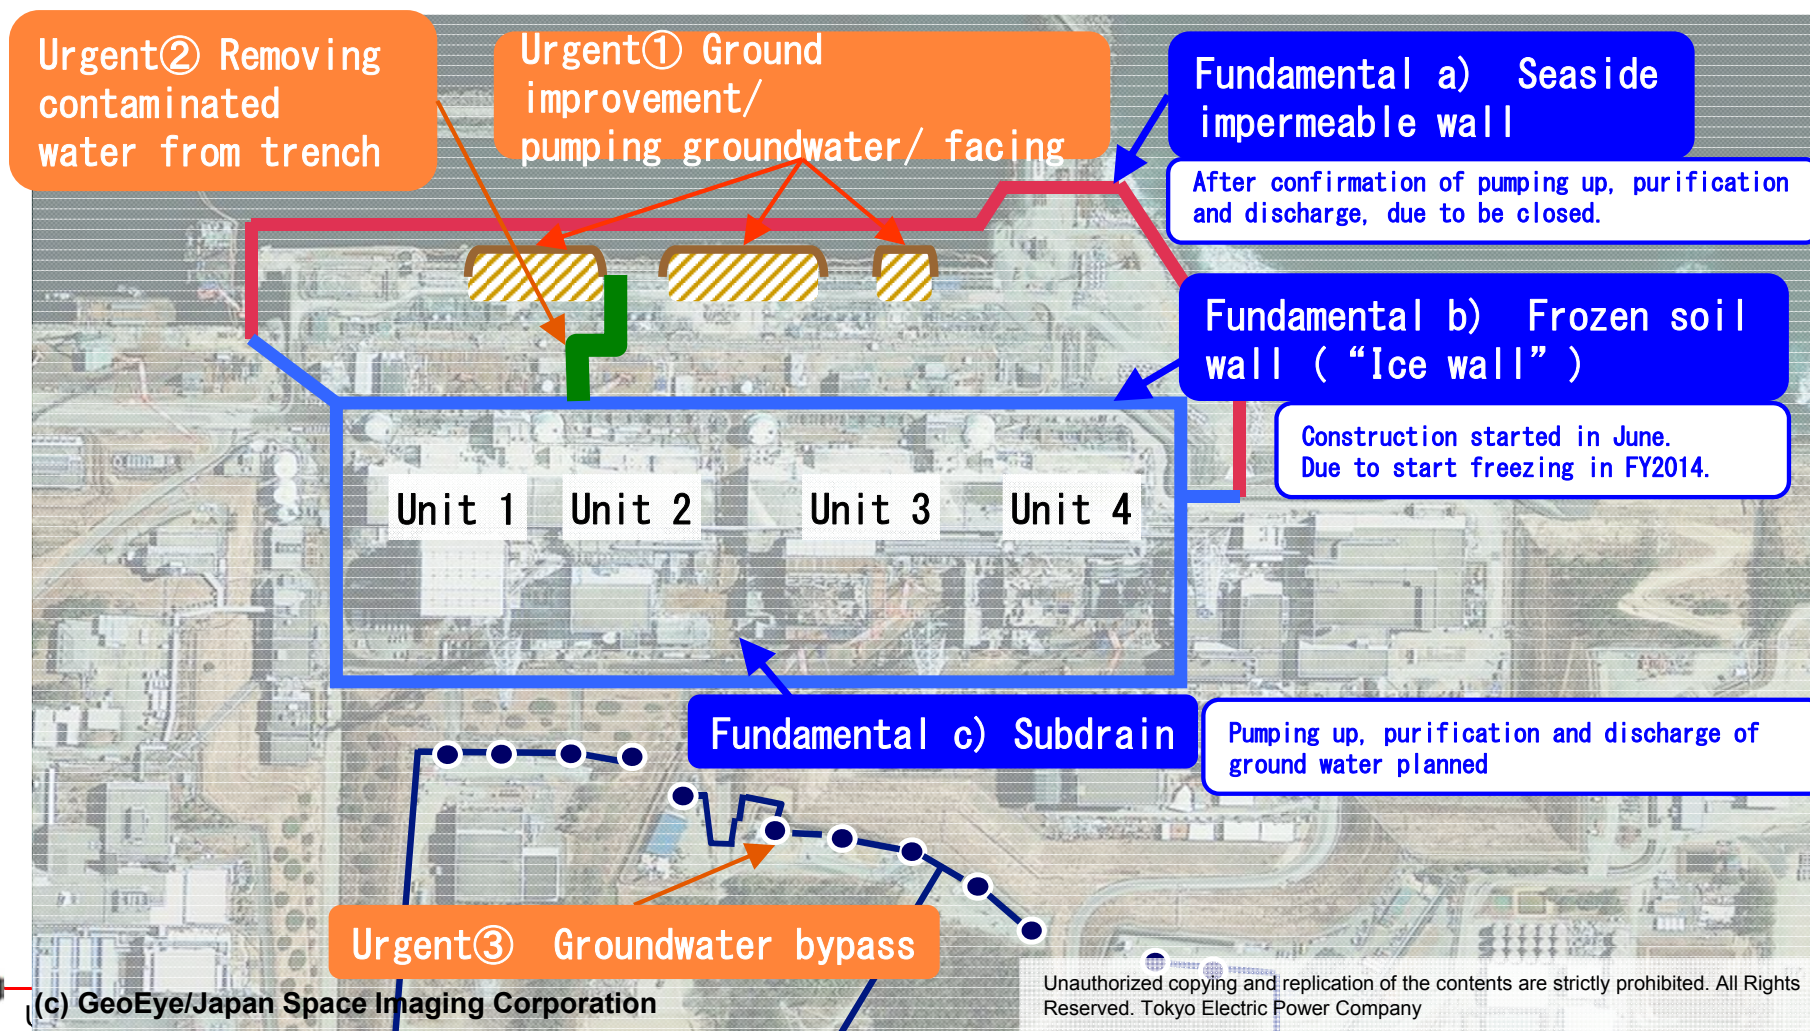 Urgent② Removing
contaminated
water from trench
Urgent① Ground
improvement/
pumping groundwater/ facing
Fundamental a) Seaside
impermeable wall
After confirmation of pumping up, purification
and discharge, due to be closed.
Fundamental b) Frozen soil
wall ( “Ice wall” )
Construction started in June.
Due to start freezing in FY2014.
Unit 1
Unit 2
Unit 3
Unit 4
Fundamental c) Subdrain
Pumping up, purification and discharge of
ground water planned
Urgent③ Groundwater bypass
(c) GeoEye/Japan Space Imaging Corporation
Unauthorized copying and replication of the contents are strictly prohibited. All Rights
Reserved. Tokyo Electric Power Company